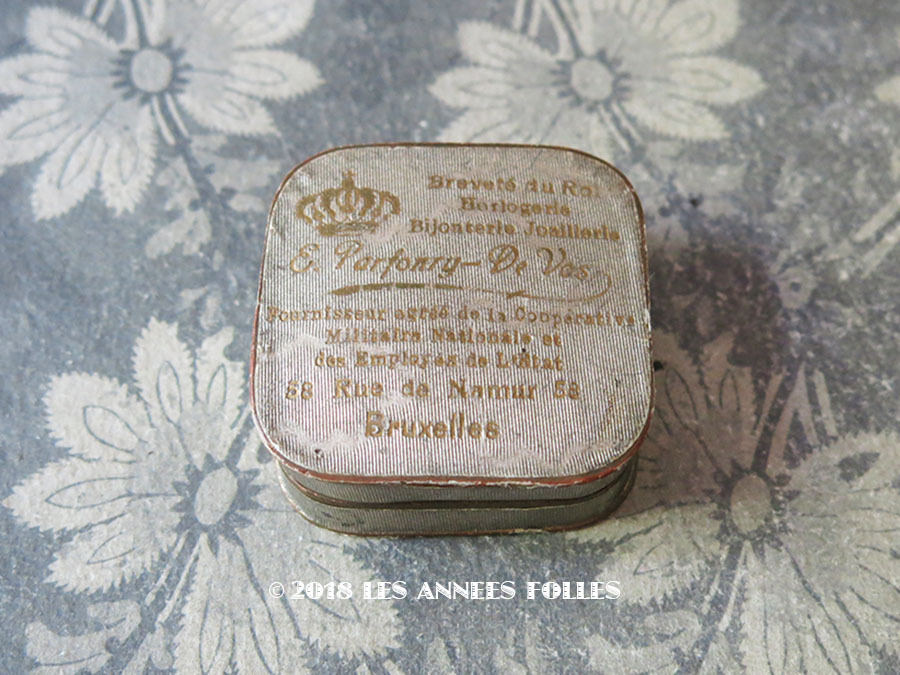 Breveté du Roi
Horlogerie
Bijouterie Joaillerie
E. Parfonry-De Vos
Fournisseur agréé de la Coopérative
Militaire Nationale et
des Employés de L'état
58 Rue de Namur 58
Bruxelles
© 2018 LES ANNEES FOLLES